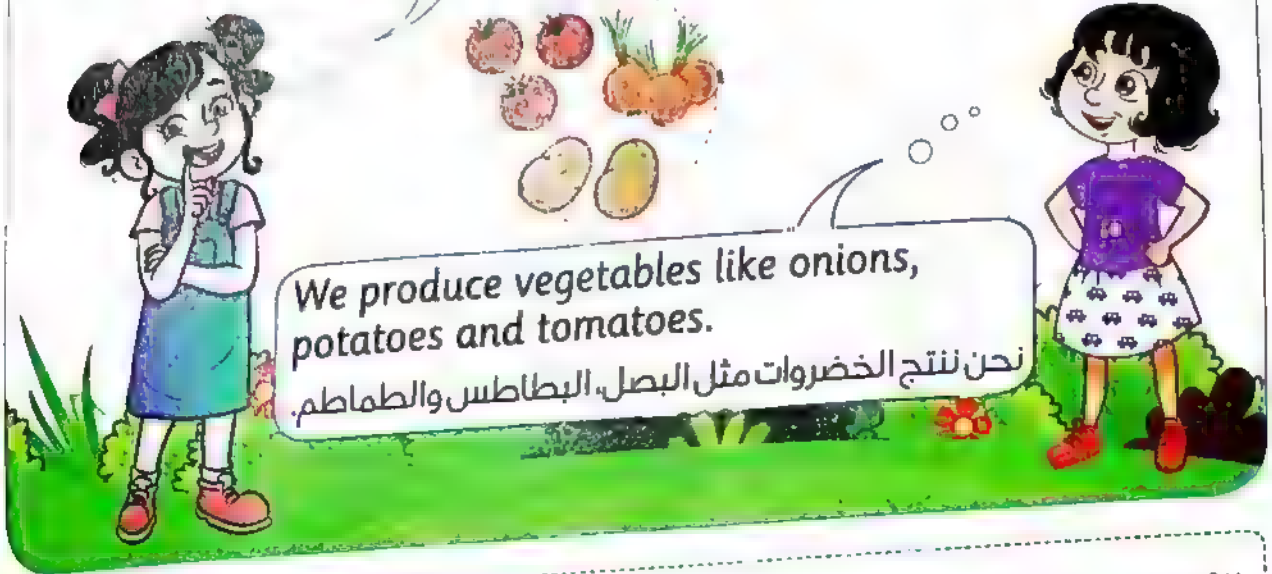 We produce vegetables like onions,
potatoes and tomatoes.
نحن ننتج الخضروات مثل البصل، البطاطس والطماطم.